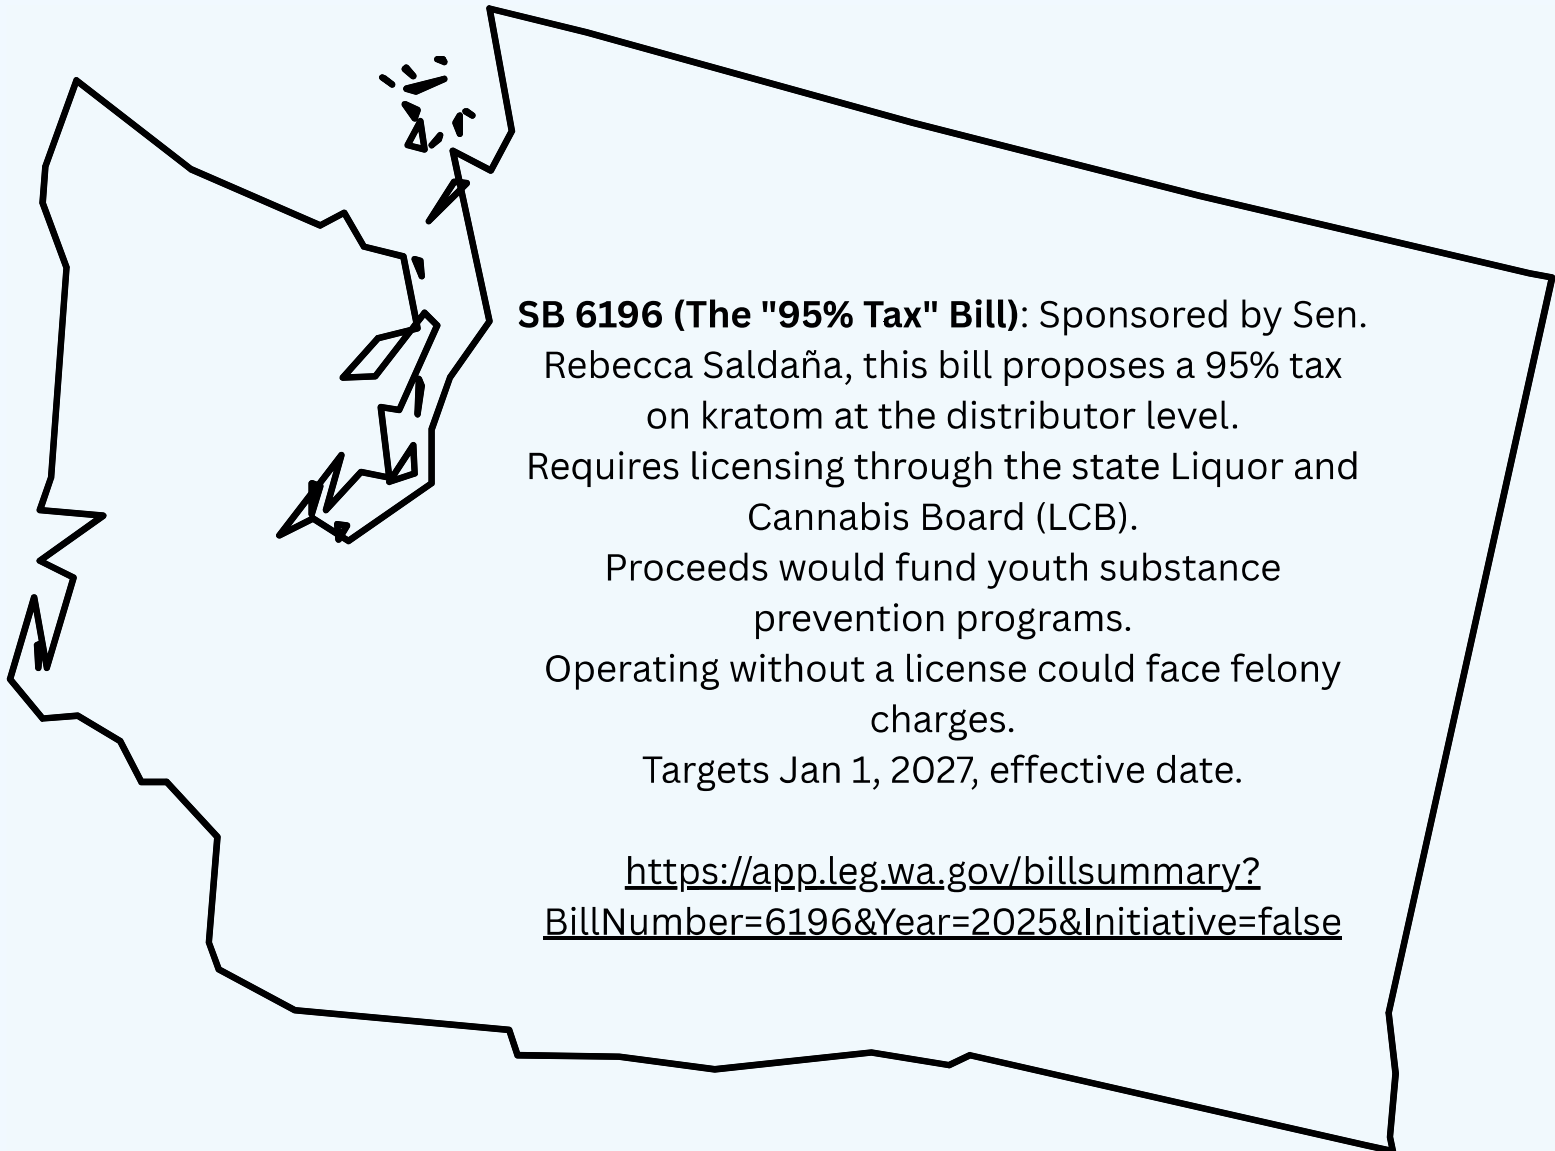 SB 6196 (The "95% Tax" Bill): Sponsored by Sen.
Rebecca Saldaña, this bill proposes a 95% tax
on kratom at the distributor level.
Requires licensing through the state Liquor and
Cannabis Board (LCB).
Proceeds would fund youth substance
prevention programs.
Operating without a license could face felony
charges.
Targets Jan 1, 2027, effective date.
https://app.leg.wa.gov/billsummary?
BillNumber=6196&Year=2025&Initiative=false